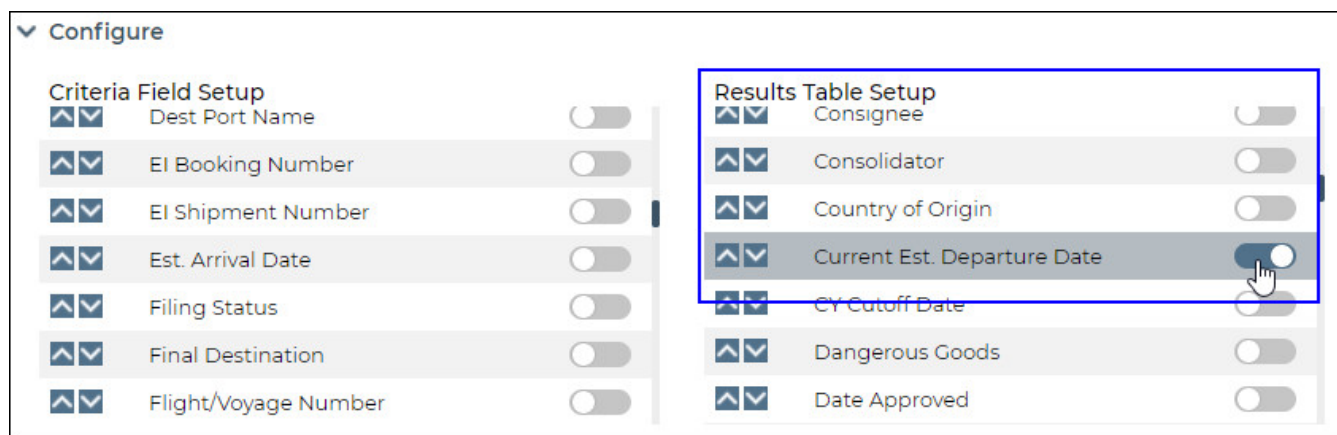 Configure
Criteria Field Setup
Dest Port Name
EI Booking Number
EI Shipment Number
Est. Arrival Date
Filing Status
Final Destination
Flight/Voyage Number
Results Table Setup
Consignee
Consolidator
Country of Origin
Current Est. Departure Date
CY Cutoff Date
Dangerous Goods
Date Approved